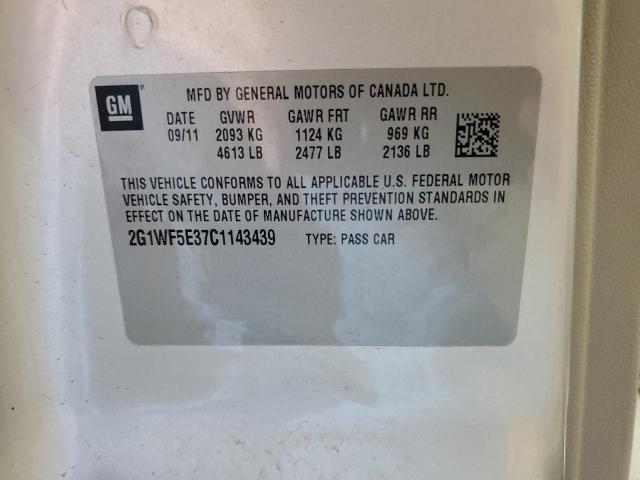 GM
MFD BY GENERAL MOTORS OF CANADA LTD.
DATE GVWR GAWR FRT GAWR RR
09/11 2093 KG 1124 KG 969 KG
4613 LB 2477 LB 2136 LB
THIS VEHICLE CONFORMS TO ALL APPLICABLE U.S. FEDERAL MOTOR
VEHICLE SAFETY, BUMPER, AND THEFT PREVENTION STANDARDS IN
EFFECT ON THE DATE OF MANUFACTURE SHOWN ABOVE.
2G1WF5E37C1143439 TYPE: PASS CAR